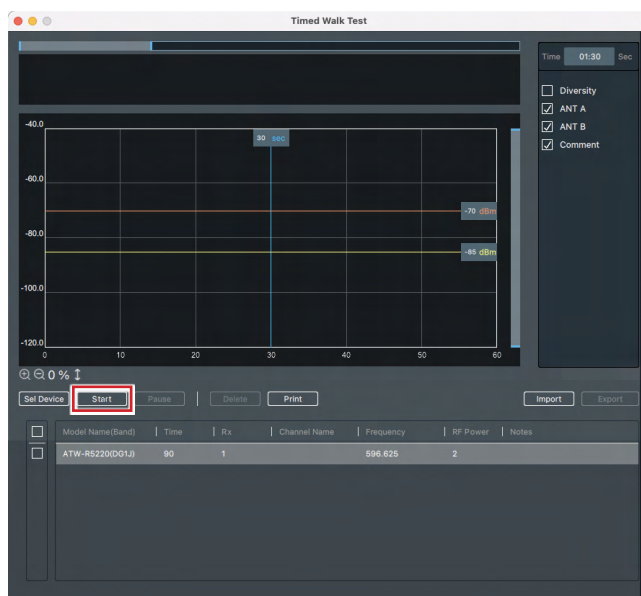 Timed Walk Test
Time 01:30 Sec
Diversity
ANT A
ANT B
Comment
-40.0
30 sec
-60.0
-70 dBm
-80.0
-85 dBm
-100.0
-120.0
0 10 20 30 40 50 60
0 %
Sel Device Start Pause Delete Print Import Export
Model Name(Band) Time Rx Channel Name Frequency RF Power Notes
ATW-R5220(DG1J) 90 1 596.625 2